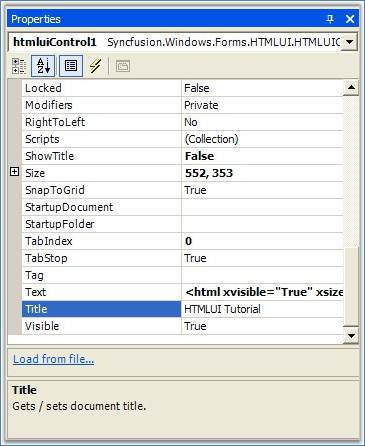 Properties
htmluiControl1 Syncfusion.Windows.Forms.HTMLUI.HTMLUIC
Locked False
Modifiers Private
RightToLeft No
Scripts (Collection)
ShowTitle False
Size 552, 353
SnapToGrid True
StartupDocument
StartupFolder
TabIndex 0
TabStop True
Tag
Text <html xvisible="True" xsize
Title HTMLUI Tutorial
Visible True
Load from file...
Title
Gets / sets document title.